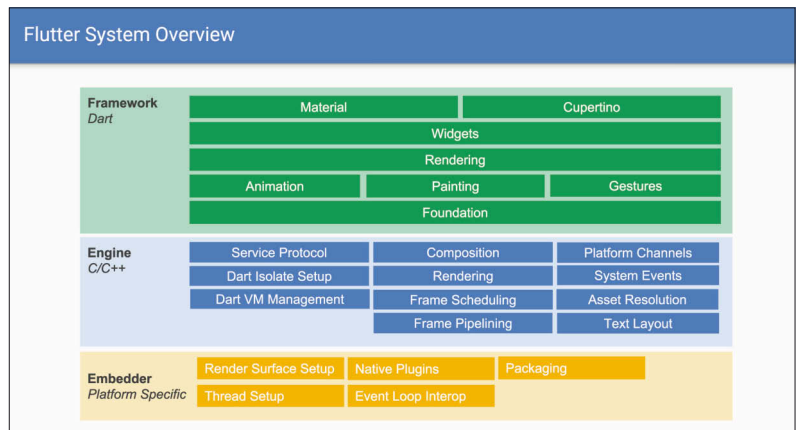 Flutter System Overview
Framework
Dart
Material Cupertino
Widgets
Rendering
Animation Painting Gestures
Foundation
Engine
C/C++
Service Protocol Composition Platform Channels
Dart Isolate Setup Rendering System Events
Dart VM Management Frame Scheduling Asset Resolution
Frame Pipelining Text Layout
Embedder
Platform Specific
Render Surface Setup Native Plugins Packaging
Thread Setup Event Loop Interop